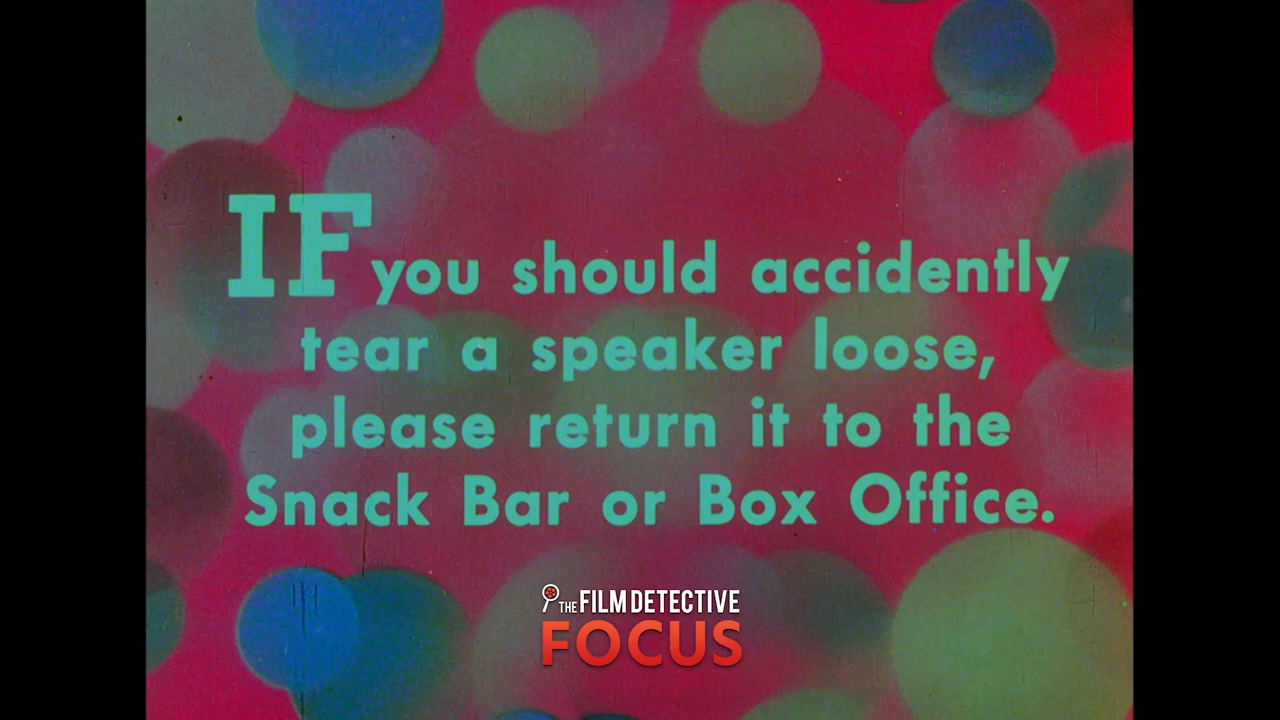 IF you should accidently
tear a speaker loose,
please return it to the
Snack Bar or Box Office.
THE FILM DETECTIVE
FOCUS